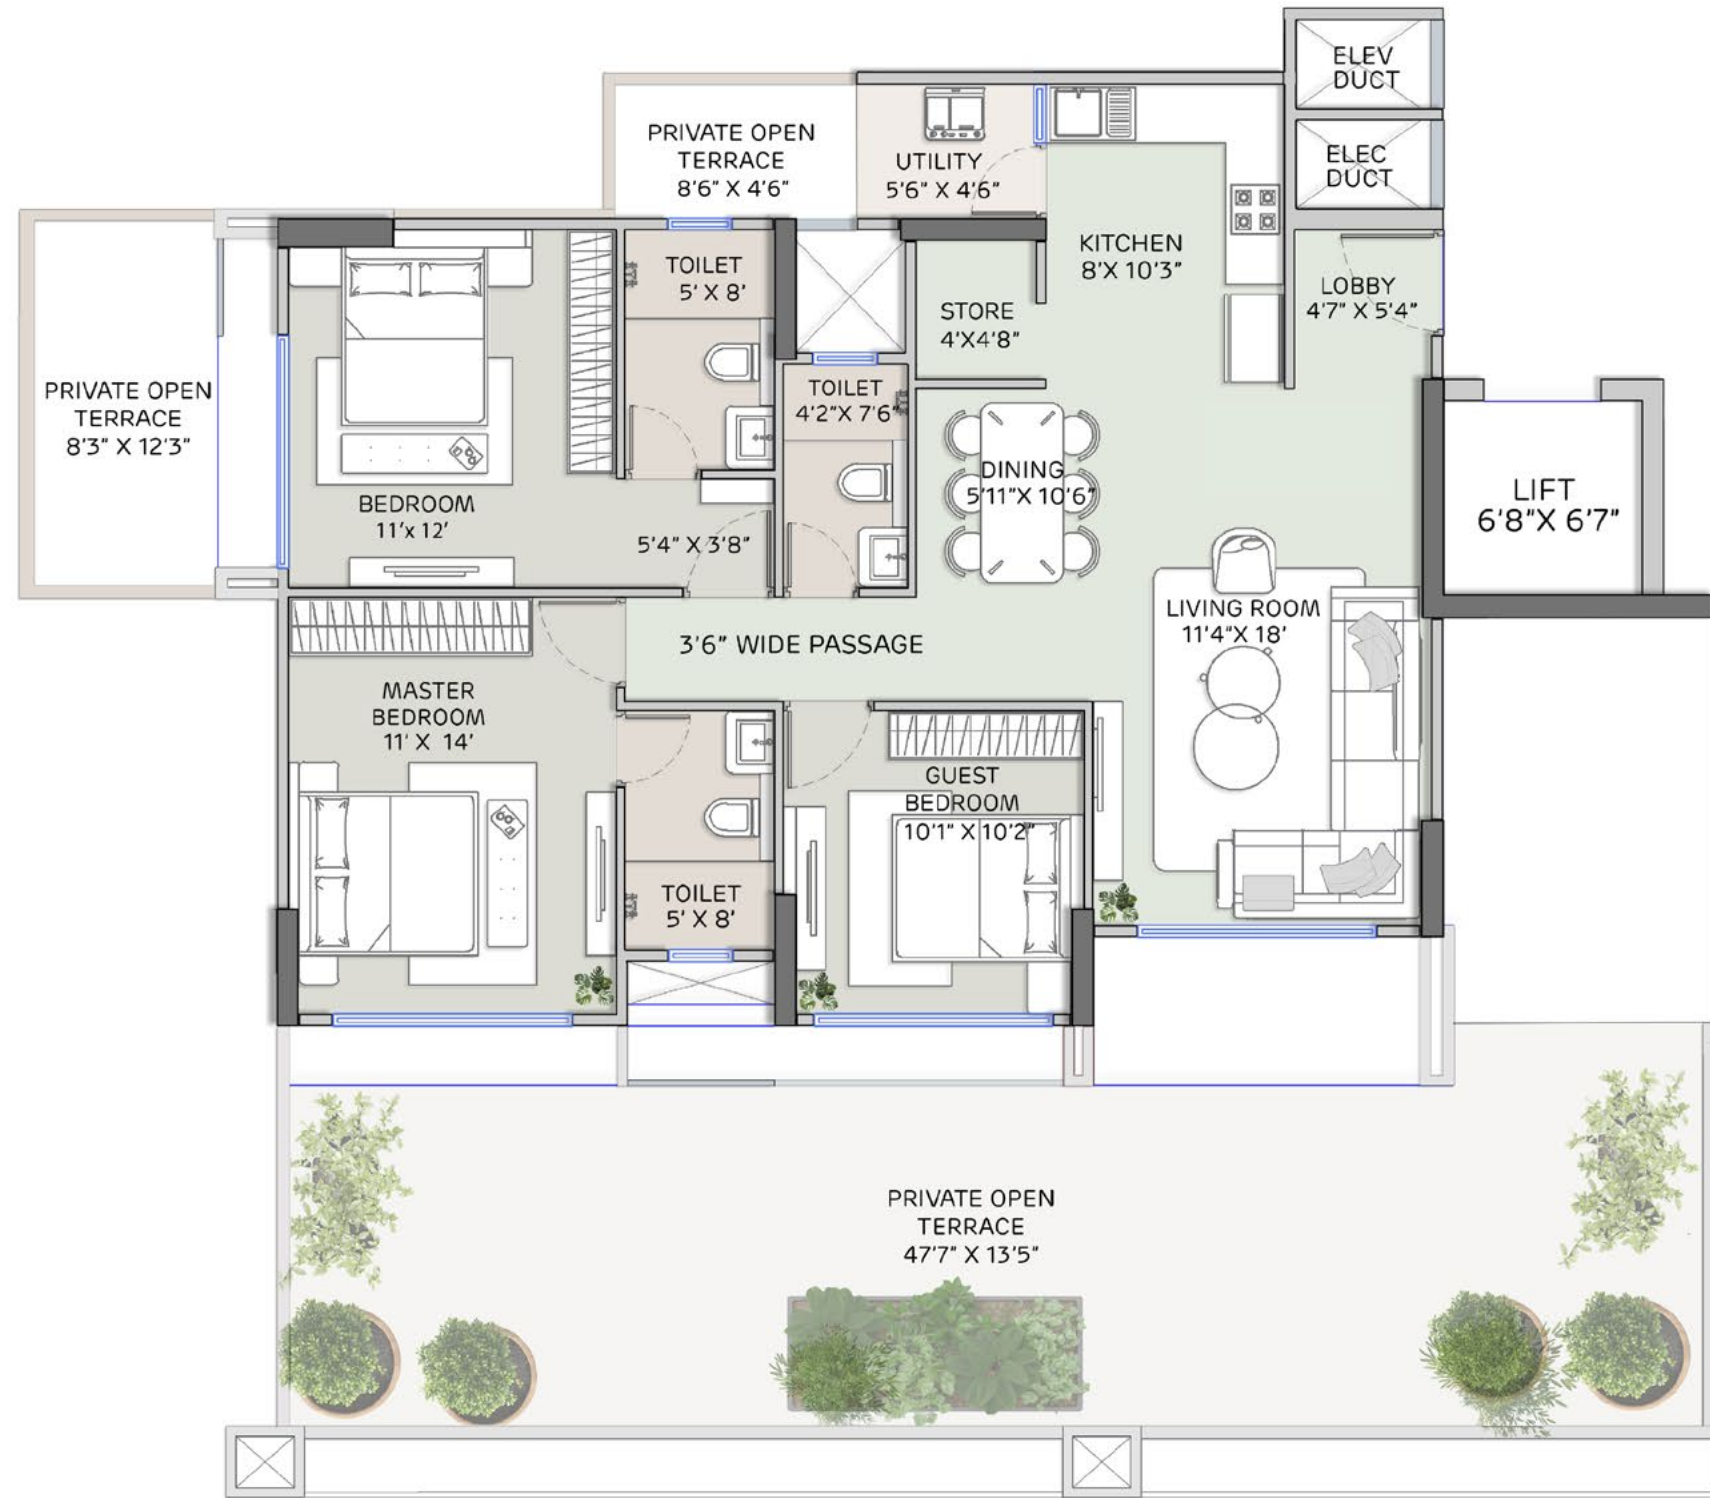 ELEV
DUCT
ELEC
DUCT
PRIVATE OPEN
TERRACE
8'6" X 4'6"
UTILITY
5'6" X 4'6"
KITCHEN
8'X 10'3"
LOBBY
4'7" X 5'4"
TOILET
5' X 8'
STORE
4'X4'8"
PRIVATE OPEN
TERRACE
8'3" X 12'3"
TOILET
4'2"X 7'6"
BEDROOM
11'x 12'
5'4" X 3'8"
DINING
5'11"X 10'6"
LIFT
6'8"X 6'7"
3'6" WIDE PASSAGE
LIVING ROOM
11'4"X 18'
MASTER
BEDROOM
11' X 14'
GUEST
BEDROOM
10'1" X 10'2"
TOILET
5' X 8'
PRIVATE OPEN
TERRACE
47'7" X 13'5"